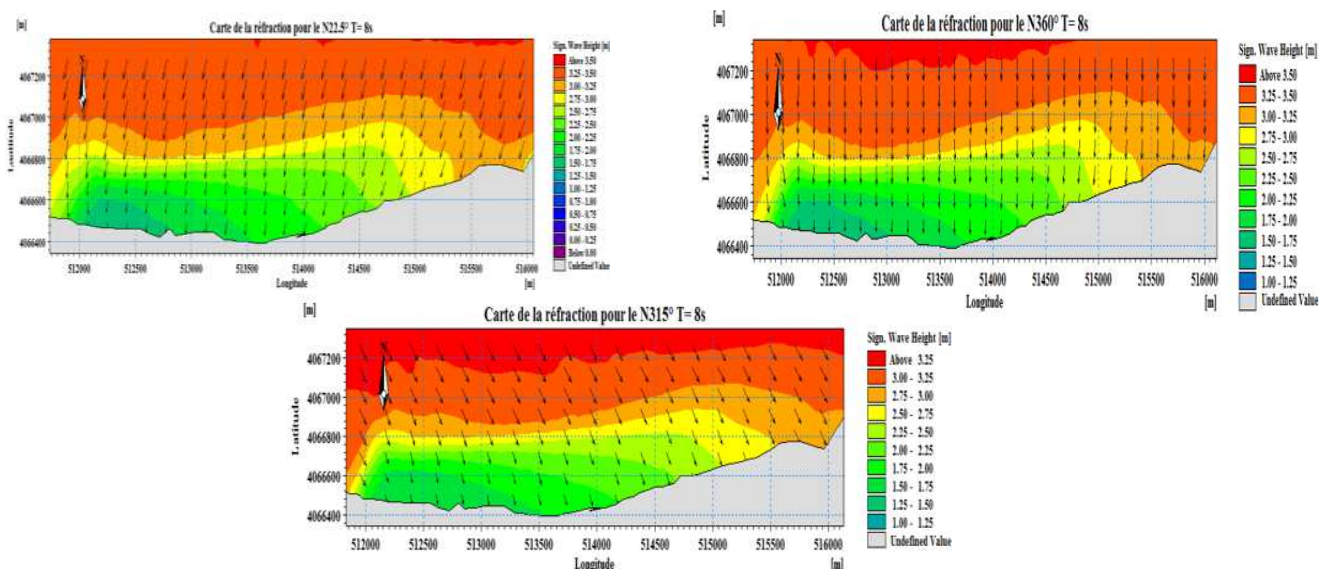 [m]
Carte de la réfraction pour le N22.5° T= 8s
4067200
4067000
4066800
4066600
4066400
Latitude
512000 512500 513000 513500 514000 514500 515000 515500 516000
Longitude
[m]
Sign. Wave Height [m]
Above 3.50
3.25 - 3.50
3.00 - 3.25
2.75 - 3.00
2.50 - 2.75
2.25 - 2.50
2.00 - 2.25
1.75 - 2.00
1.50 - 1.75
1.25 - 1.50
1.00 - 1.25
0.75 - 1.00
0.50 - 0.75
0.25 - 0.50
0.00 - 0.25
Below 0.00
Undefined Value
[m]
Carte de la réfraction pour le N360° T= 8s
4067200
4067000
4066800
4066600
4066400
Latitude
512000 512500 513000 513500 514000 514500 515000 515500 516000
Longitude
[m]
Sign. Wave Height [m]
Above 3.50
3.25 - 3.50
3.00 - 3.25
2.75 - 3.00
2.50 - 2.75
2.25 - 2.50
2.00 - 2.25
1.75 - 2.00
1.50 - 1.75
1.25 - 1.50
1.00 - 1.25
Undefined Value
[m]
Carte de la réfraction pour le N315° T= 8s
4067200
4067000
4066800
4066600
4066400
Latitude
512000 512500 513000 513500 514000 514500 515000 515500 516000
Longitude
[m]
Sign. Wave Height [m]
Above 3.25
3.00 - 3.25
2.75 - 3.00
2.50 - 2.75
2.25 - 2.50
2.00 - 2.25
1.75 - 2.00
1.50 - 1.75
1.25 - 1.50
1.00 - 1.25
Undefined Value